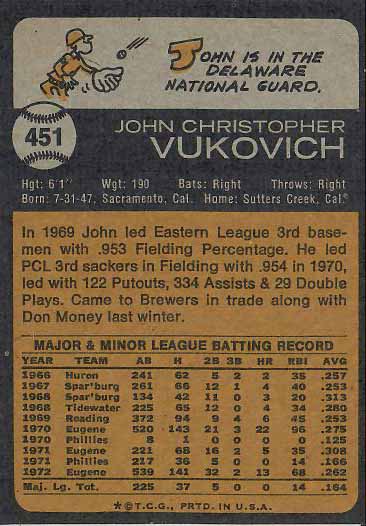 JOHN IS IN THE
DELAWARE
NATIONAL GUARD.
451
JOHN CHRISTOPHER
VUKOVICH
Hgt: 6'1" Wgt: 190 Bats: Right Throws: Right
Born: 7-31-47, Sacramento, Cal. Home: Sutters Creek, Cal.
In 1969 John led Eastern League 3rd base-
men with .953 Fielding Percentage. He led
PCL 3rd sackers in Fielding with .954 in 1970,
led with 122 Putouts, 334 Assists & 29 Double
Plays. Came to Brewers in trade along with
Don Money last winter.
MAJOR & MINOR LEAGUE BATTING RECORD
YEAR TEAM AB H 2B 3B HR RBI AVG
1966 Huron 241 62 5 2 2 35 .257
1967 Spar'burg 261 66 12 1 4 40 .253
1968 Spar'burg 134 42 11 0 3 20 .313
1968 Tidewater 225 65 12 0 4 34 .280
1969 Reading 372 94 9 4 6 45 .253
1970 Eugene 520 143 21 3 22 96 .275
1970 Phillies 8 1 0 0 0 0 .125
1971 Eugene 221 68 16 2 5 35 .308
1971 Phillies 217 36 5 0 0 14 .166
1972 Eugene 539 141 32 2 13 68 .262
Maj. Lg. Tot. 225 37 5 0 0 14 .164
*©T.C.G., PRTD. IN U.S.A.